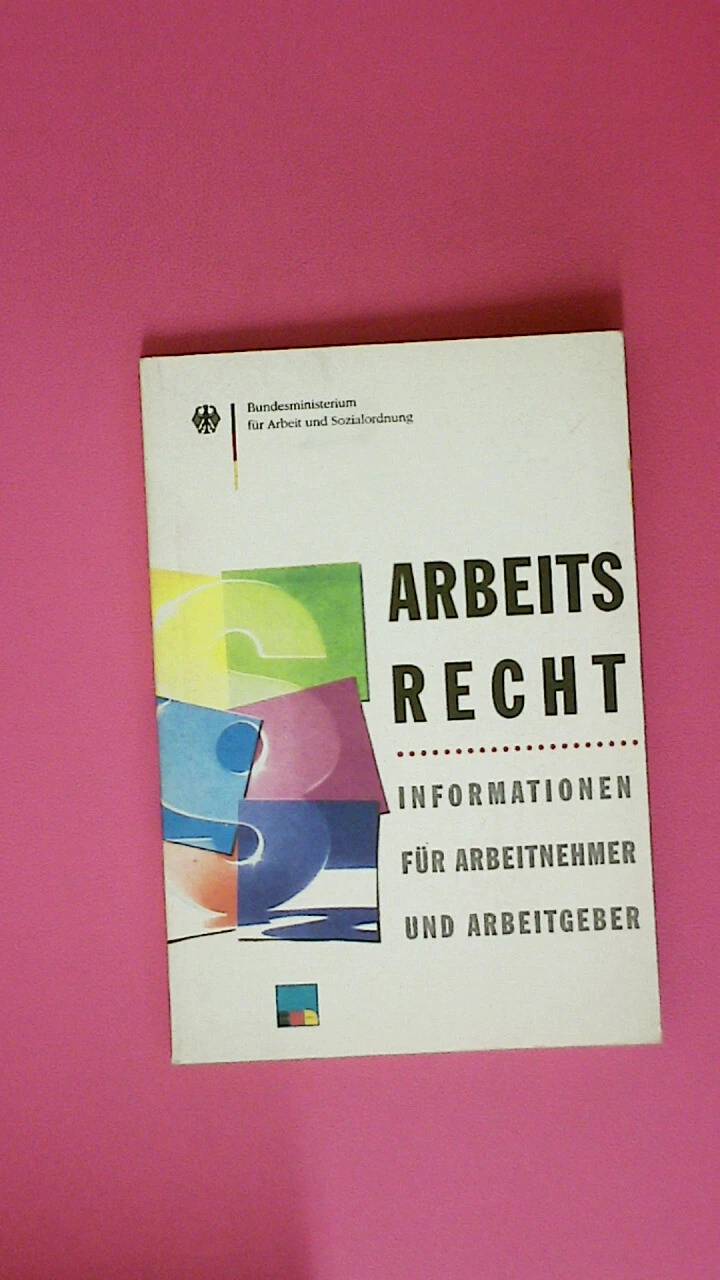 Bundesministerium
für Arbeit und Sozialordnung
ARBEITS
RECHT
INFORMATIONEN
FÜR ARBEITNEHMER
UND ARBEITGEBER